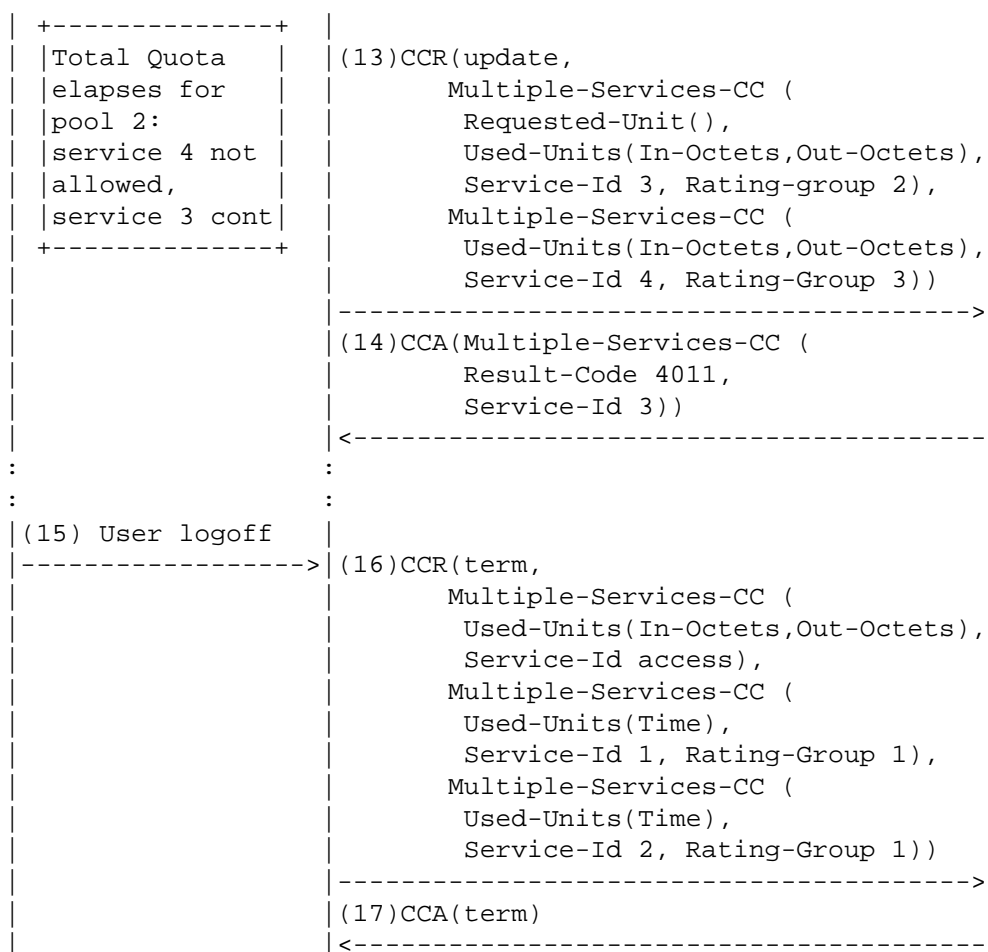 | +--------------+ |
| |Total Quota | |(13)CCR(update,
| |elapses for | | Multiple-Services-CC (
| |pool 2: | | Requested-Unit(),
| |service 4 not | | Used-Units(In-Octets,Out-Octets),
| |allowed, | | Service-Id 3, Rating-group 2),
| |service 3 cont| | Multiple-Services-CC (
| +--------------+ | Used-Units(In-Octets,Out-Octets),
| | Service-Id 4, Rating-Group 3))
| |---------------------------------------->
| |(14)CCA(Multiple-Services-CC (
| | Result-Code 4011,
| | Service-Id 3))
| |<----------------------------------------
: :
: :
|(15) User logoff |
|------------------>|(16)CCR(term,
| | Multiple-Services-CC (
| | Used-Units(In-Octets,Out-Octets),
| | Service-Id access),
| | Multiple-Services-CC (
| | Used-Units(Time),
| | Service-Id 1, Rating-Group 1),
| | Multiple-Services-CC (
| | Used-Units(Time),
| | Service-Id 2, Rating-Group 1))
| |---------------------------------------->
| |(17)CCA(term)
| |<----------------------------------------